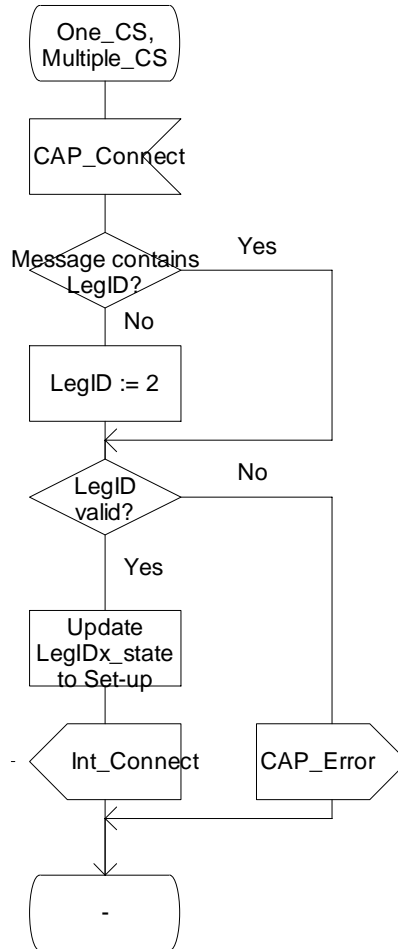 One_CS,
Multiple_CS
CAP_Connect
Message contains
LegID?
Yes
No
LegID := 2
LegID
valid?
No
Yes
Update
LegIDx_state
to Set-up
-
Int_Connect
CAP_Error
-